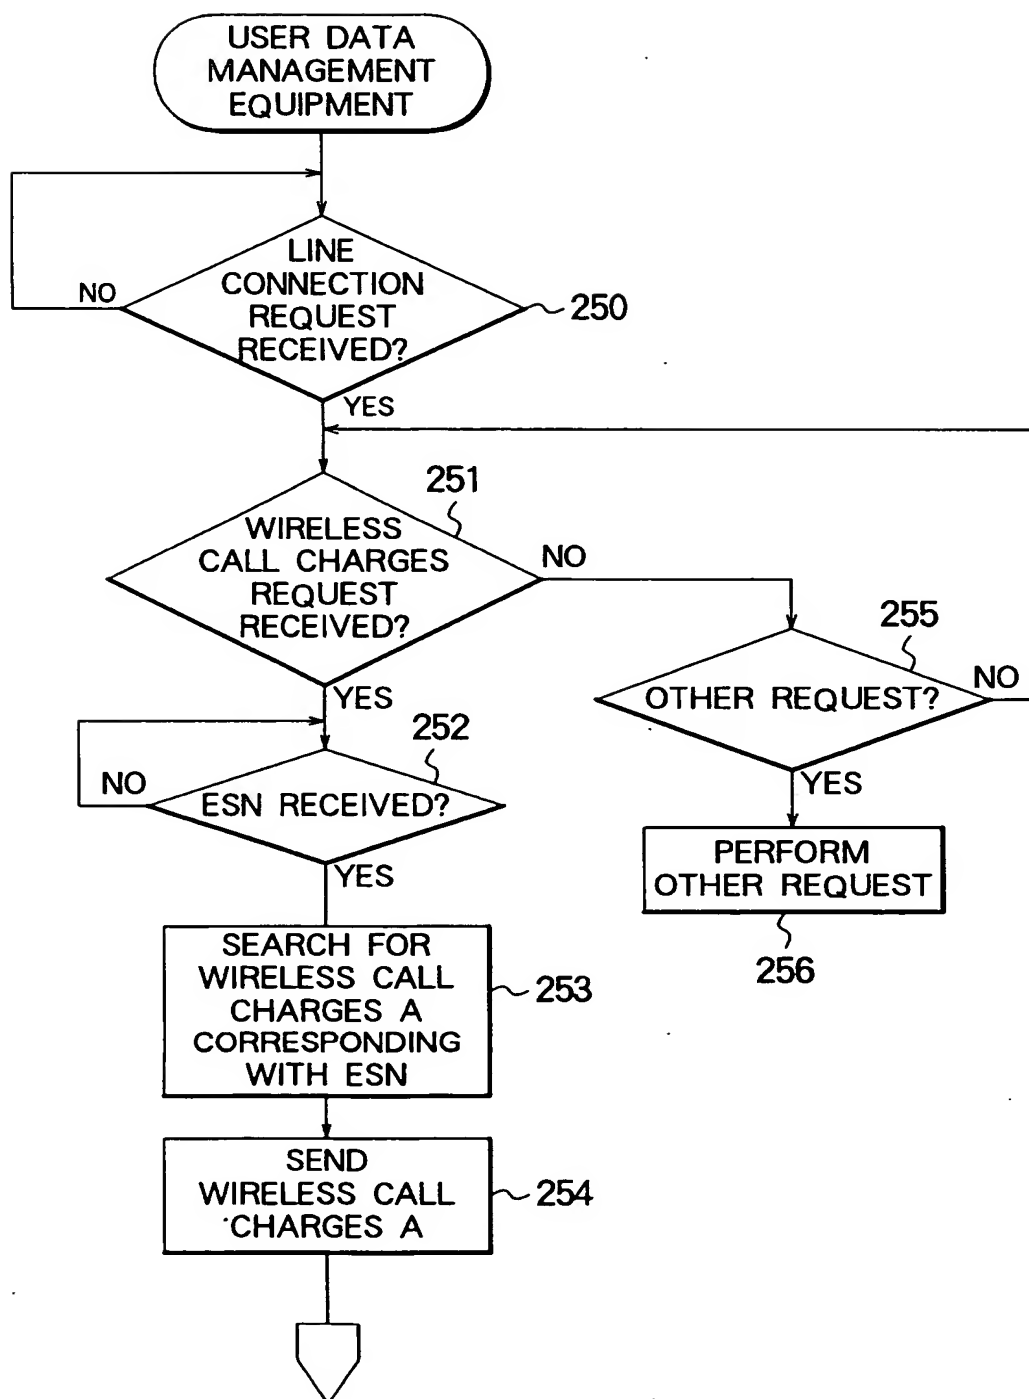 USER DATA
MANAGEMENT
EQUIPMENT
LINE
CONNECTION
REQUEST
RECEIVED?
NO
250
YES
251
WIRELESS
CALL CHARGES
REQUEST
RECEIVED?
NO
YES
255
OTHER REQUEST?
NO
YES
252
ESN RECEIVED?
NO
YES
PERFORM
OTHER REQUEST
256
SEARCH FOR
WIRELESS CALL
CHARGES A
CORRESPONDING
WITH ESN
253
SEND
WIRELESS CALL
CHARGES A
254